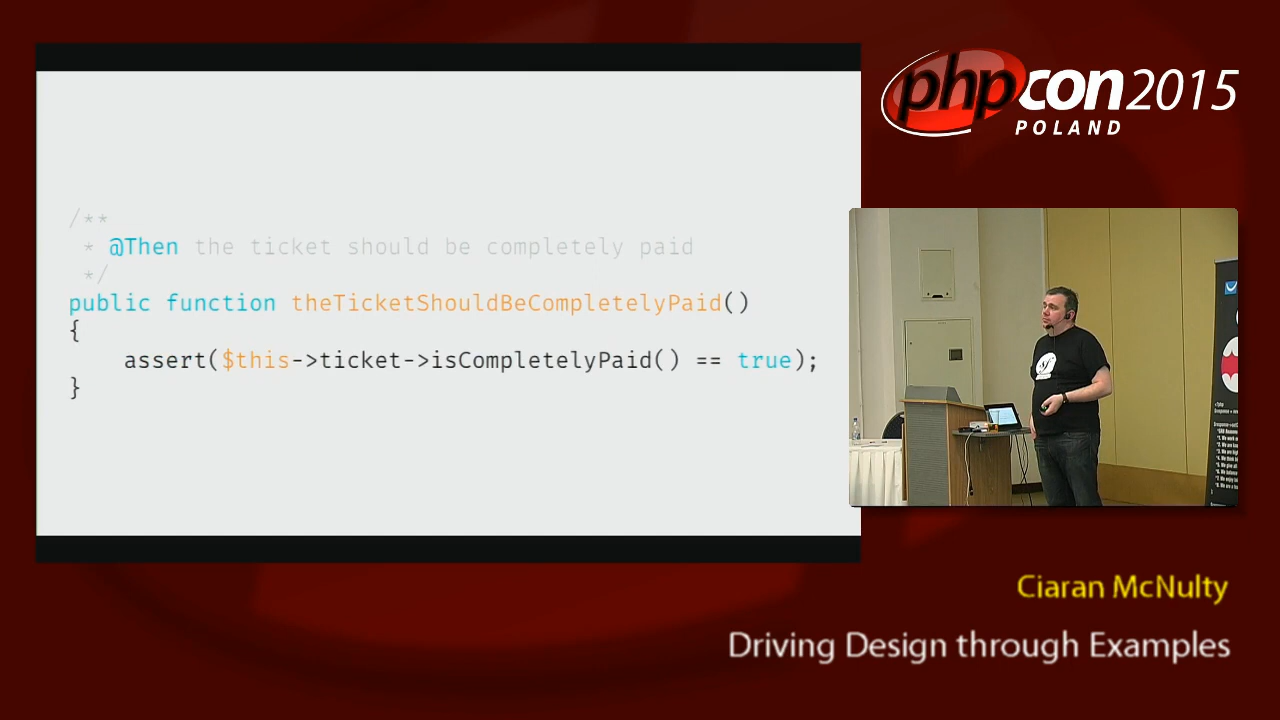 /**
* @Then the ticket should be completely paid
*/
public function theTicketShouldBeCompletelyPaid()
{
assert($this->ticket->isCompletelyPaid() == true);
}
phpcon2015
POLAND
Ciaran McNulty
Driving Design through Examples